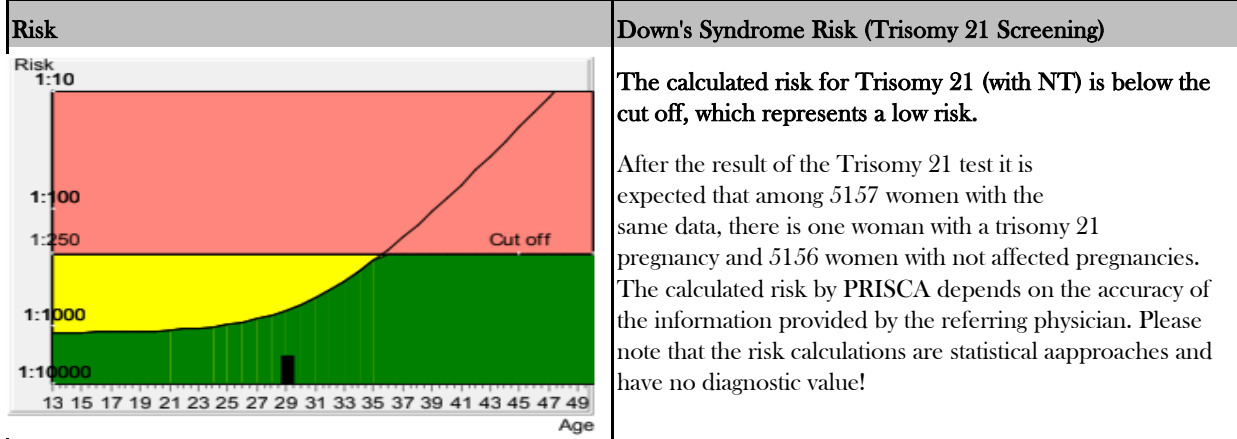 Risk
Down's Syndrome Risk (Trisomy 21 Screening)
Risk
1:10
1:100
1:250
Cut off
1:1000
1:10000
13 15 17 19 21 23 25 27 29 31 33 35 37 39 41 43 45 47 49
Age
The calculated risk for Trisomy 21 (with NT) is below the
cut off, which represents a low risk.
After the result of the Trisomy 21 test it is
expected that among 5157 women with the
same data, there is one woman with a trisomy 21
pregnancy and 5156 women with not affected pregnancies.
The calculated risk by PRISCA depends on the accuracy of
the information provided by the referring physician. Please
note that the risk calculations are statistical aapproaches and
have no diagnostic value!